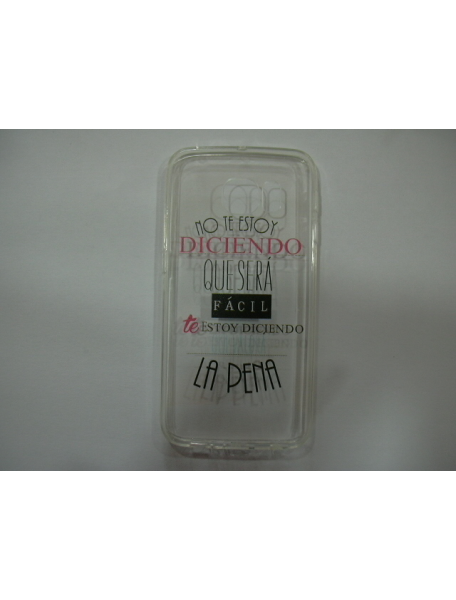 NO TE ESTOY
DICIENDO
QUE SERÁ
FÁCIL
te ESTOY DICIENDO
LA PENA